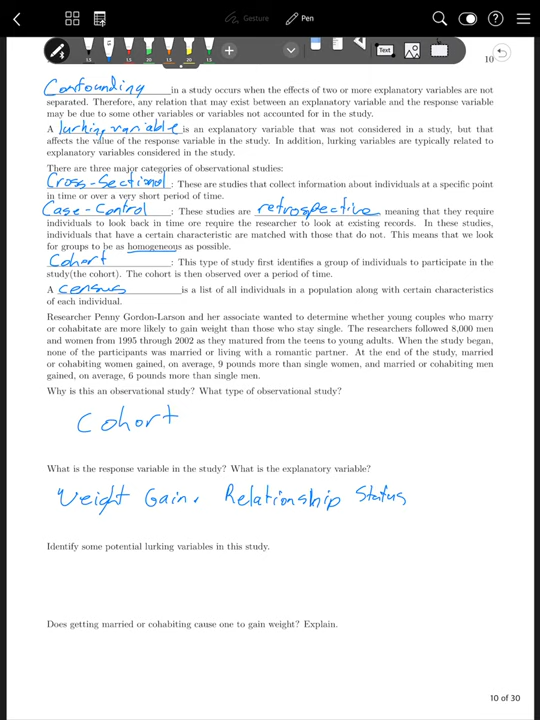 Gesture
Pen
?
1.5
1.5
1.5
Text
10
Confounding in a study occurs when the effects of two or more explanatory variables are not
separated. Therefore, any relation that may exist between an explanatory variable and the response variable
may be due to some other variables or variables not accounted for in the study.
A lurking variable is an explanatory variable that was not considered in a study, but that
affects the value of the response variable in the study. In addition, lurking variables are typically related to
explanatory variables considered in the study.
There are three major categories of observational studies:
Cross-Sectional: These are studies that collect information about individuals at a specific point
in time or over a very short period of time.
Case-Control: These studies are retrospective meaning that they require
individuals to look back in time ore require the researcher to look at existing records. In these studies,
individuals that have a certain characteristic are matched with those that do not. This means that we look
for groups to be as homogeneous as possible.
Cohort: This type of study first identifies a group of individuals to participate in the
study(the cohort). The cohort is then observed over a period of time.
A census is a list of all individuals in a population along with certain characteristics
of each individual.
Researcher Penny Gordon-Larson and her associate wanted to determine whether young couples who marry
or cohabitate are more likely to gain weight than those who stay single. The researchers followed 8,000 men
and women from 1995 through 2002 as they matured from the teens to young adults. When the study began,
none of the participants was married or living with a romantic partner. At the end of the study, married
or cohabiting women gained, on average, 9 pounds more than single women, and married or cohabiting men
gained, on average, 6 pounds more than single men.
Why is this an observational study? What type of observational study?
Cohort
What is the response variable in the study? What is the explanatory variable?
Weight Gain, Relationship Status
Identify some potential lurking variables in this study.
Does getting married or cohabiting cause one to gain weight? Explain.
10 of 30